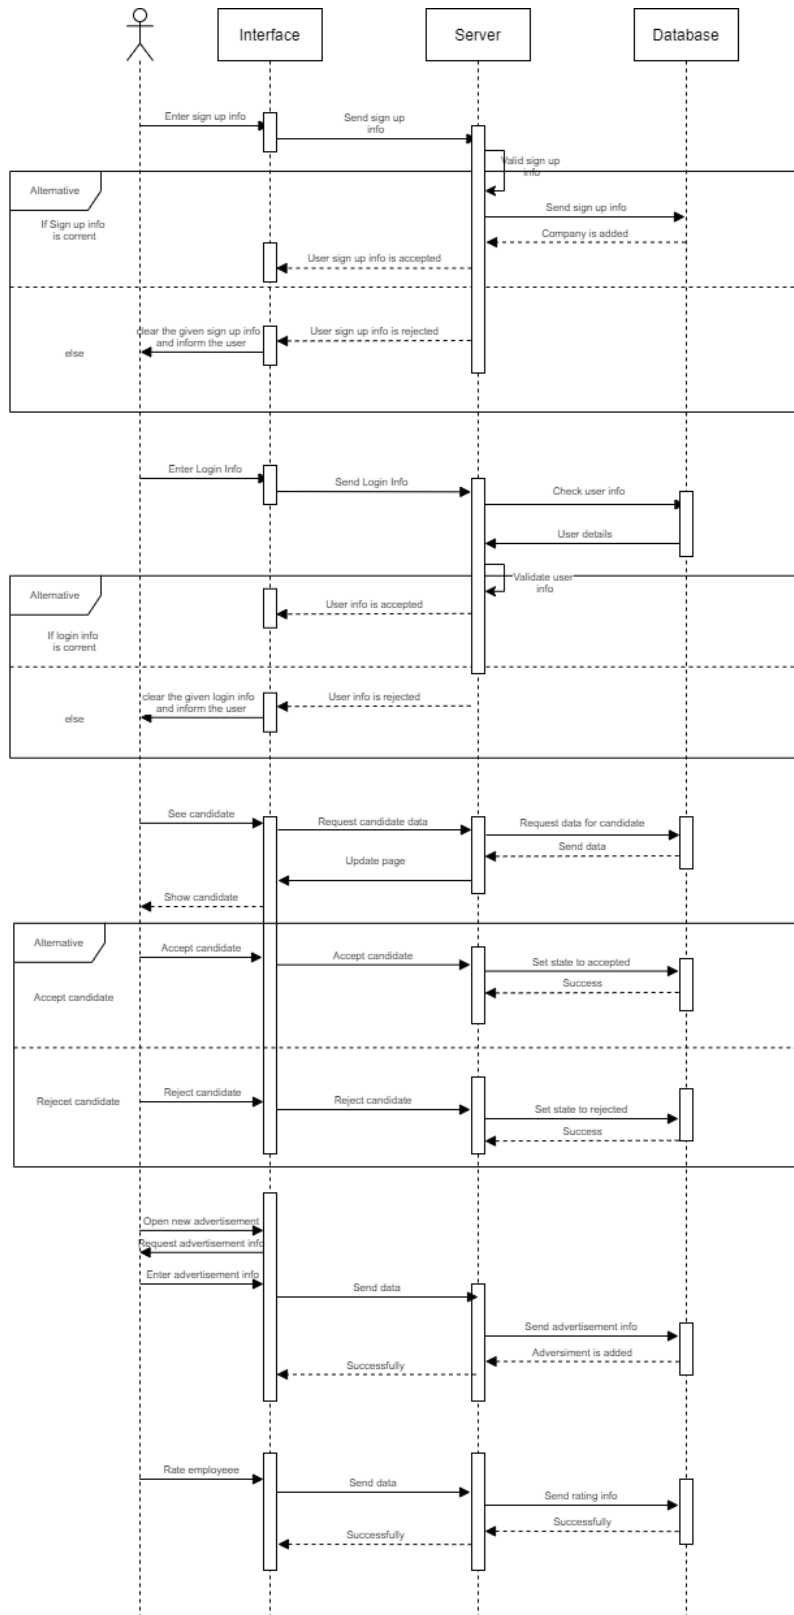 Interface
Server
Database
Enter sign up info
Send sign up
info
Valid sign up
info
Alternative
If Sign up info
is corrent
Send sign up info
Company is added
User sign up info is accepted
clear the given sign up info
and inform the user
User sign up info is rejected
else
Enter Login Info
Send Login Info
Check user info
User details
Validate user
info
Alternative
User info is accepted
If login info
is corrent
clear the given login info
and inform the user
User info is rejected
else
See candidate
Request candidate data
Request data for candidate
Send data
Update page
Show candidate
Alternative
Accept candidate
Accept candidate
Set state to accepted
Success
Accept candidate
Reject candidate
Reject candidate
Rejecet candidate
Set state to rejected
Success
Open new advertisement
Request advertisement info
Enter advertisement info
Send data
Send advertisement info
Adversiment is added
Successfully
Rate employeee
Send data
Send rating info
Successfully
Successfully